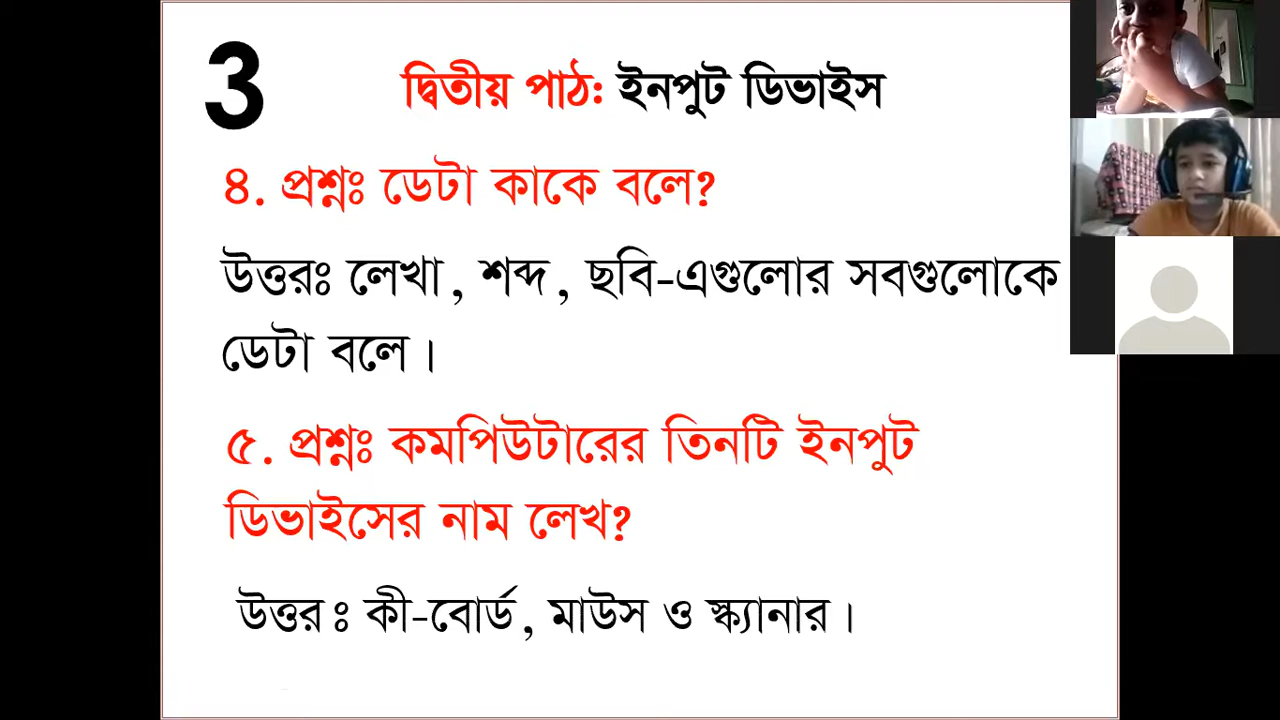 3
দ্বিতীয় পাঠ: ইনপুট ডিভাইস
৪. প্রশ্নঃ ডেটা কাকে বলে?
উত্তরঃ লেখা, শব্দ, ছবি-এগুলোর সবগুলোকে
ডেটা বলে।
৫. প্রশ্নঃ কমপিউটারের তিনটি ইনপুট
ডিভাইসের নাম লেখ?
উত্তরঃ কী-বোর্ড, মাউস ও স্ক্যানার।